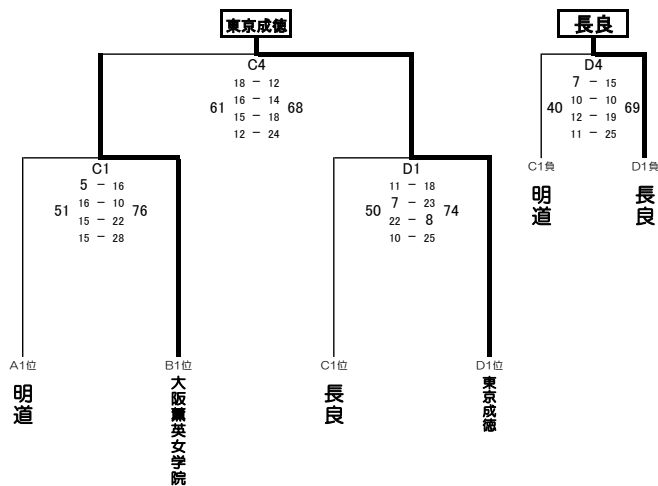 東京成徳
長良
C4
18 − 12
61 16 − 14 68
15 − 18
12 − 24
D4
7 − 15
40 10 − 10 69
12 − 19
11 − 25
C1負
D1負
明道
長良
C1
5 − 16
51 16 − 10 76
15 − 22
15 − 28
D1
11 − 18
50 7 − 23 74
22 − 8
10 − 25
A1位
B1位
C1位
D1位
明道
大阪薫英女学院
長良
東京成徳